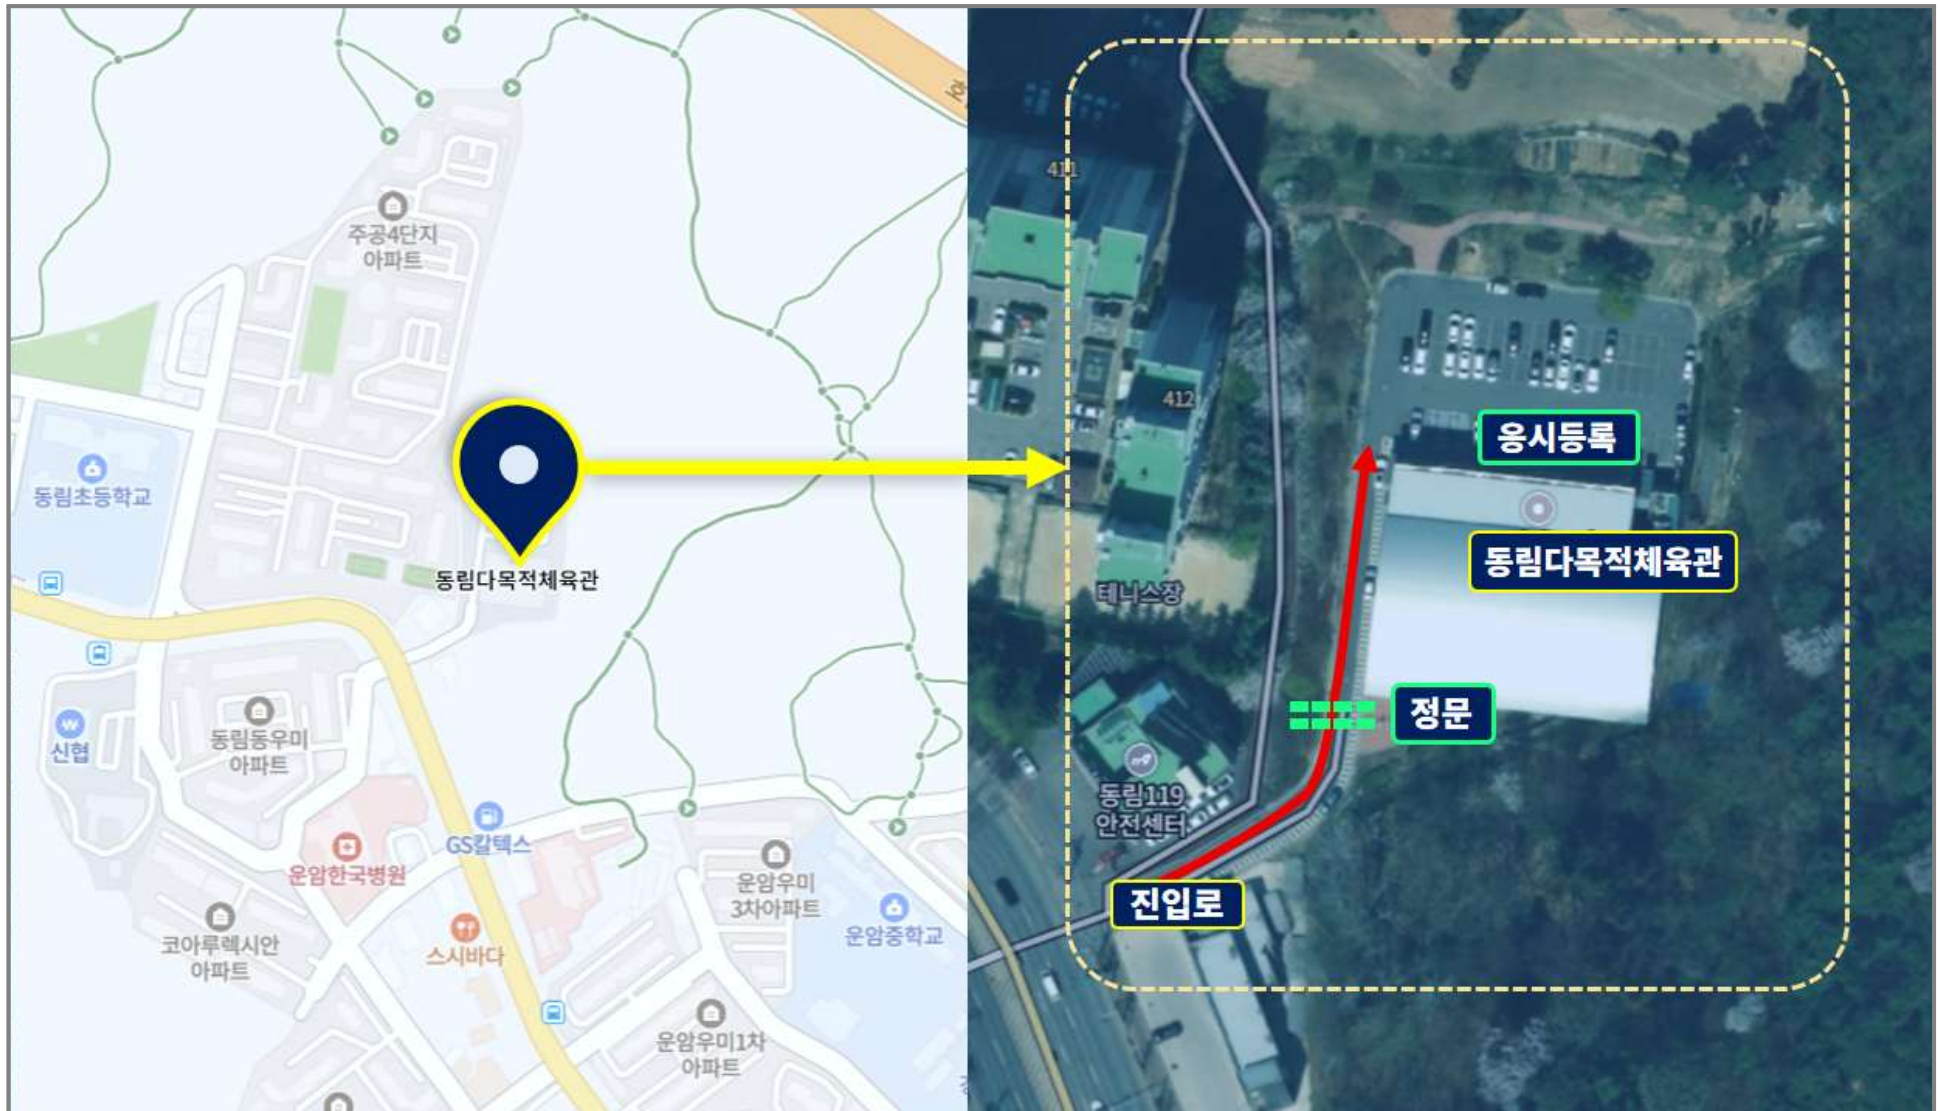 주공4단지
아파트
동림초등학교
동림다목적체육관
신협
동림동우미
아파트
GS칼텍스
운암한국병원
운암우미
3차아파트
운암중학교
코아루렉시안
아파트
스시바다
운암우미1차
아파트
411
412
응시등록
동림다목적체육관
테니스장
정문
동림119
안전센터
진입로